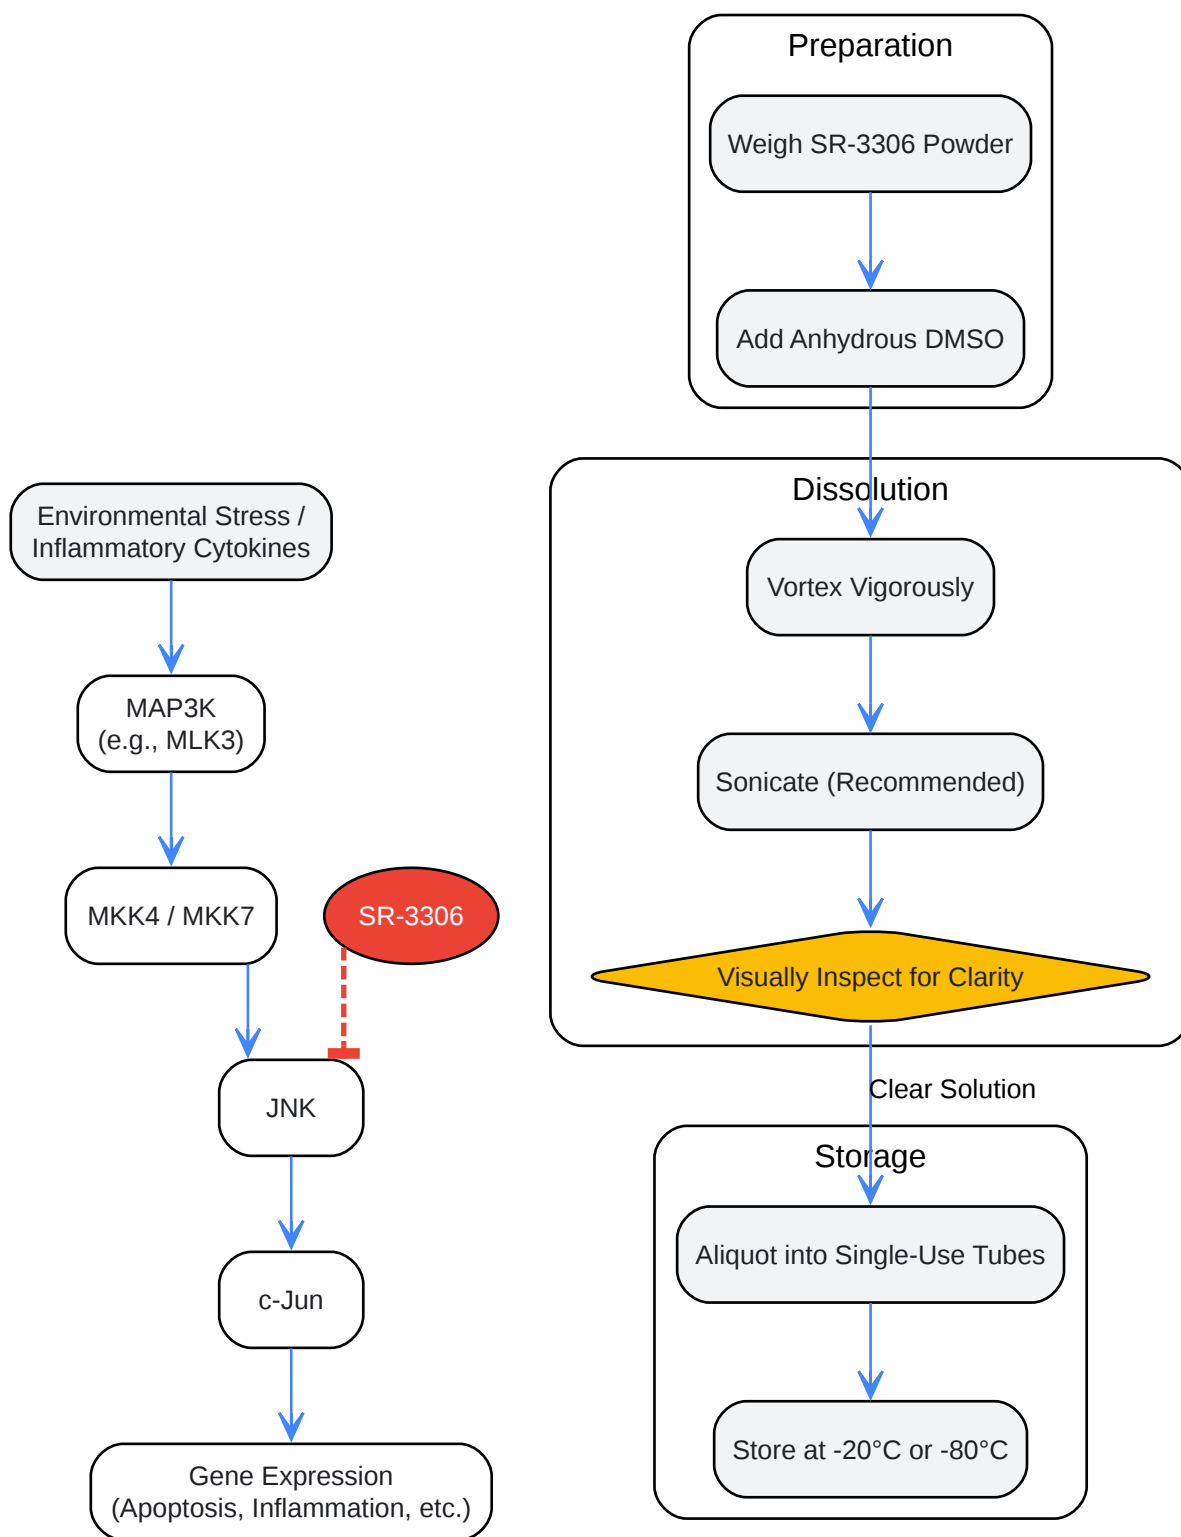 Preparation
Weigh SR-3306 Powder
Add Anhydrous DMSO
Dissolution
Vortex Vigorously
Sonicate (Recommended)
Visually Inspect for Clarity
Clear Solution
Storage
Aliquot into Single-Use Tubes
Store at -20°C or -80°C
Environmental Stress /
Inflammatory Cytokines
MAP3K
(e.g., MLK3)
MKK4 / MKK7
SR-3306
JNK
c-Jun
Gene Expression
(Apoptosis, Inflammation, etc.)